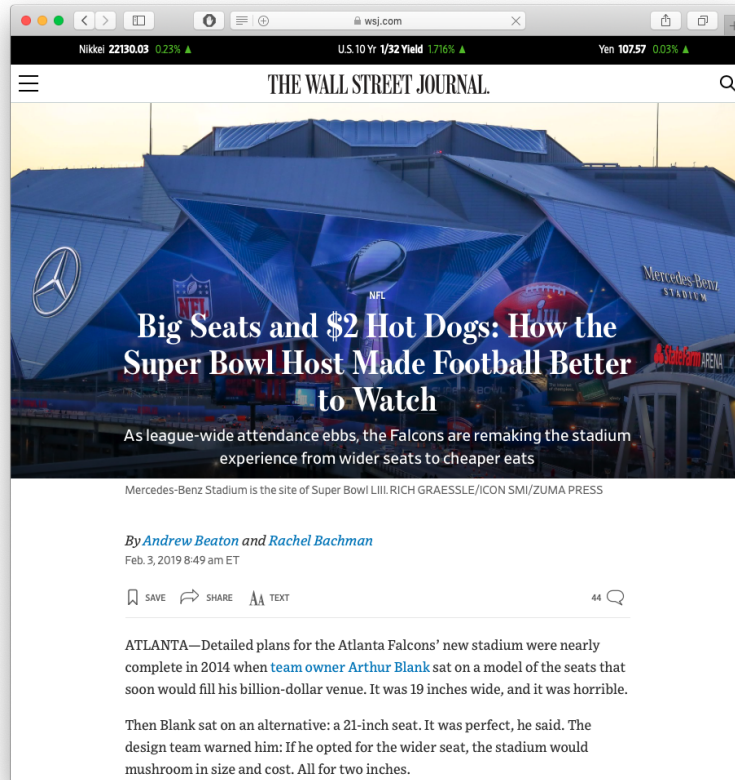 wsj.com
Nikkei 22130.03 0.23% ▲ U.S. 10 Yr 1/32 Yield 1.716% ▲ Yen 107.57 0.03% ▲
THE WALL STREET JOURNAL.
NFL
Mercedes-Benz
STADIUM
LIII
StateFarm ARENA
NFL
Big Seats and $2 Hot Dogs: How the
Super Bowl Host Made Football Better
to Watch
As league-wide attendance ebbs, the Falcons are remaking the stadium
experience from wider seats to cheaper eats
Mercedes-Benz Stadium is the site of Super Bowl LIII. RICH GRAESSLE/ICON SMI/ZUMA PRESS
By Andrew Beaton and Rachel Bachman
Feb. 3, 2019 8:49 am ET
SAVE SHARE AA TEXT 44
ATLANTA—Detailed plans for the Atlanta Falcons’ new stadium were nearly
complete in 2014 when team owner Arthur Blank sat on a model of the seats that
soon would fill his billion-dollar venue. It was 19 inches wide, and it was horrible.
Then Blank sat on an alternative: a 21-inch seat. It was perfect, he said. The
design team warned him: If he opted for the wider seat, the stadium would
mushroom in size and cost. All for two inches.